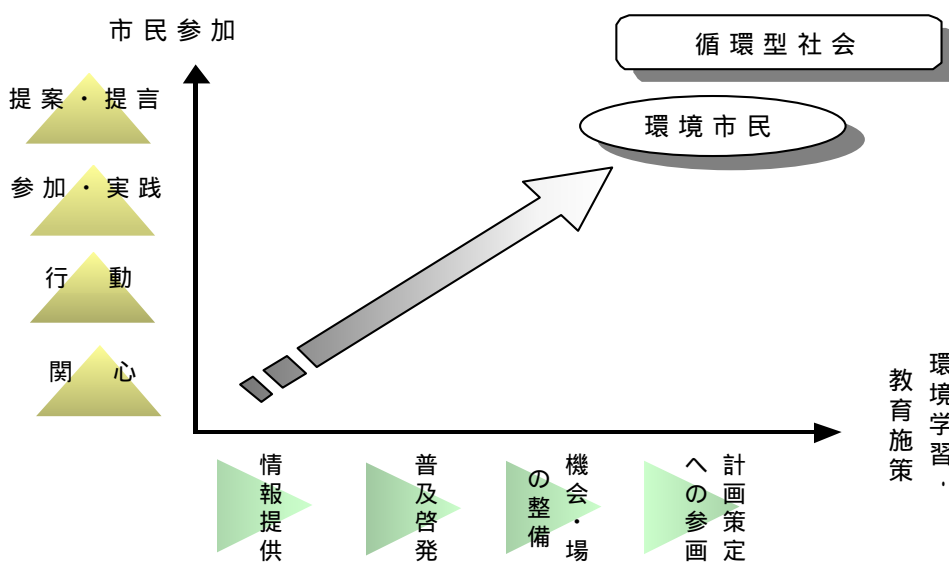 市民参加
循環型社会
環境市民
提案・提言
参加・実践
行動
関心
環境学習・
教育施策
情報提供
普及啓発
機会・場
の整備
計画策定
への参画